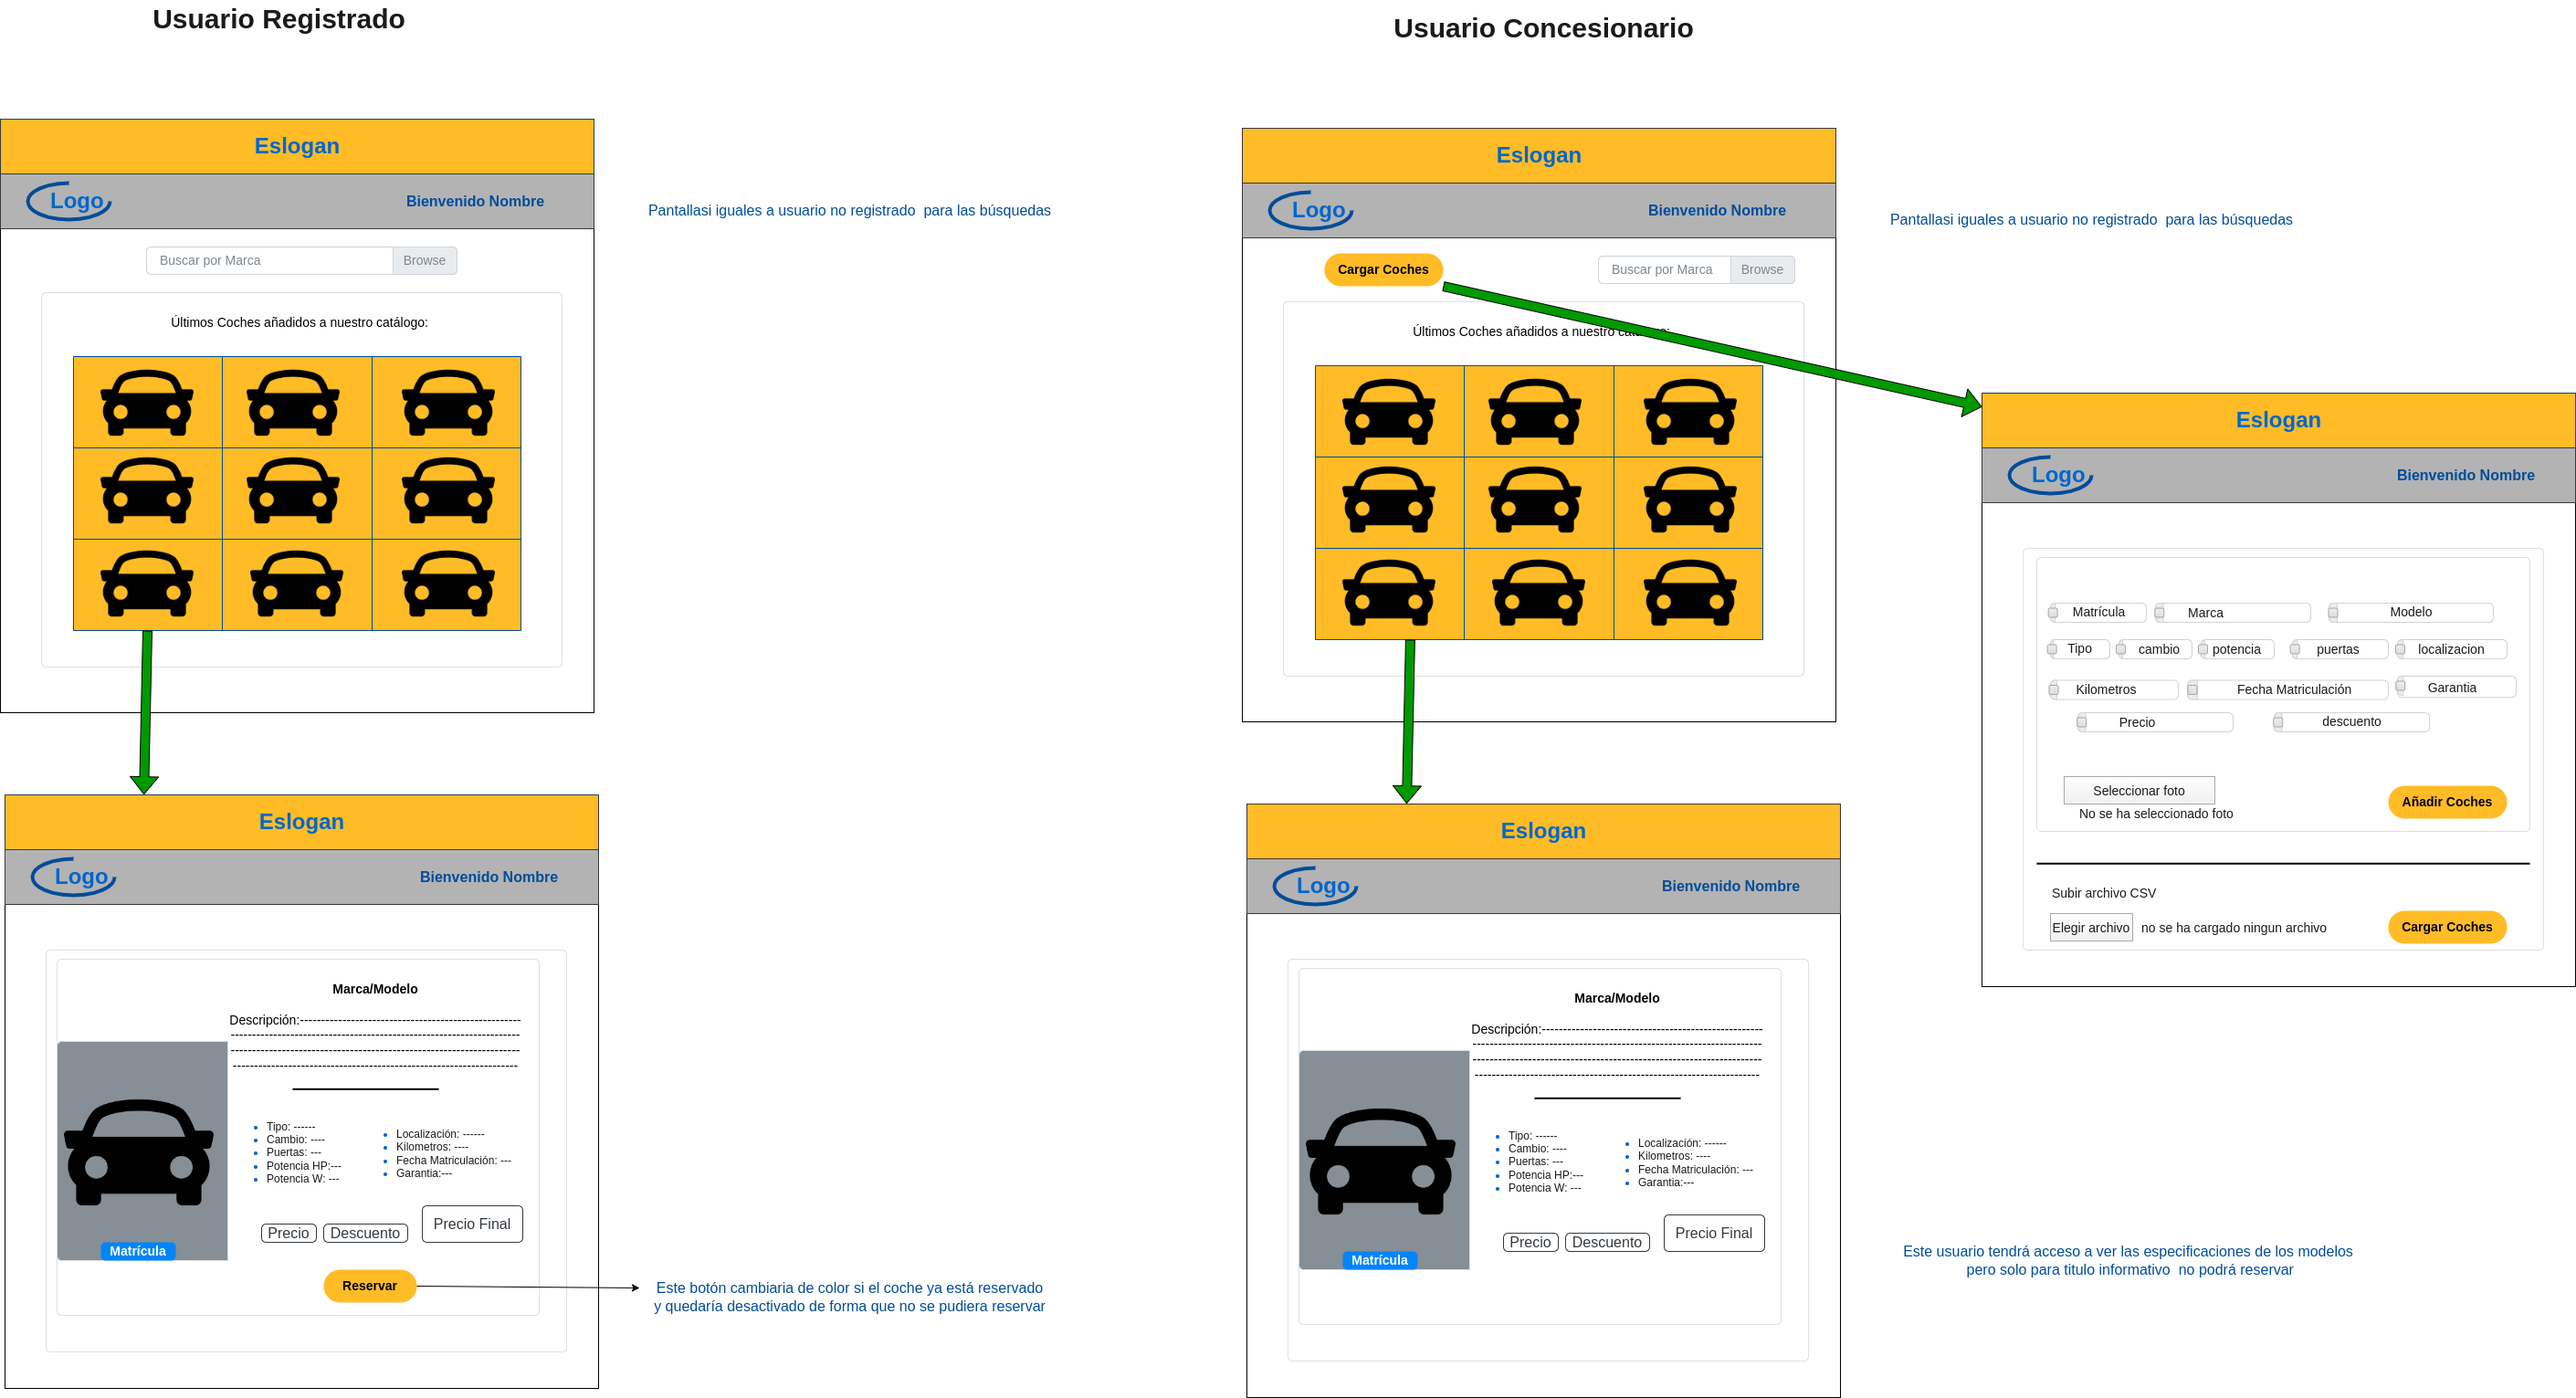 Usuario Registrado
Eslogan
Logo
Bienvenido Nombre
Pantallasi iguales a usuario no registrado  para las búsquedas
Buscar por Marca
Browse
Últimos Coches añadidos a nuestro catálogo:
Eslogan
Logo
Bienvenido Nombre
Marca/Modelo
Descripción:----------------------------------------------------
--------------------------------------------------------------------
--------------------------------------------------------------------
-------------------------------------------------------------------
Tipo: ------
Cambio: ----
Puertas: ---
Potencia HP:---
Potencia W: ---
Localización: ------
Kilometros: ----
Fecha Matriculación: ---
Garantia:---
Precio
Descuento
Precio Final
Matrícula
Reservar
Este botón cambiaria de color si el coche ya está reservado
y quedaría desactivado de forma que no se pudiera reservar
Usuario Concesionario
Eslogan
Logo
Bienvenido Nombre
Pantallasi iguales a usuario no registrado  para las búsquedas
Cargar Coches
Buscar por Marca
Browse
Últimos Coches añadidos a nuestro catálogo:
Eslogan
Logo
Bienvenido Nombre
Marca/Modelo
Descripción:----------------------------------------------------
--------------------------------------------------------------------
--------------------------------------------------------------------
-------------------------------------------------------------------
Tipo: ------
Cambio: ----
Puertas: ---
Potencia HP:---
Potencia W: ---
Localización: ------
Kilometros: ----
Fecha Matriculación: ---
Garantia:---
Precio
Descuento
Precio Final
Matrícula
Eslogan
Logo
Bienvenido Nombre
Matrícula
Marca
Modelo
Tipo
cambio
potencia
puertas
localizacion
Kilometros
Fecha Matriculación
Garantia
Precio
descuento
Seleccionar foto
No se ha seleccionado foto
Añadir Coches
Subir archivo CSV
Elegir archivo
no se ha cargado ningun archivo
Cargar Coches
Este usuario tendrá acceso a ver las especificaciones de los modelos
pero solo para titulo informativo  no podrá reservar